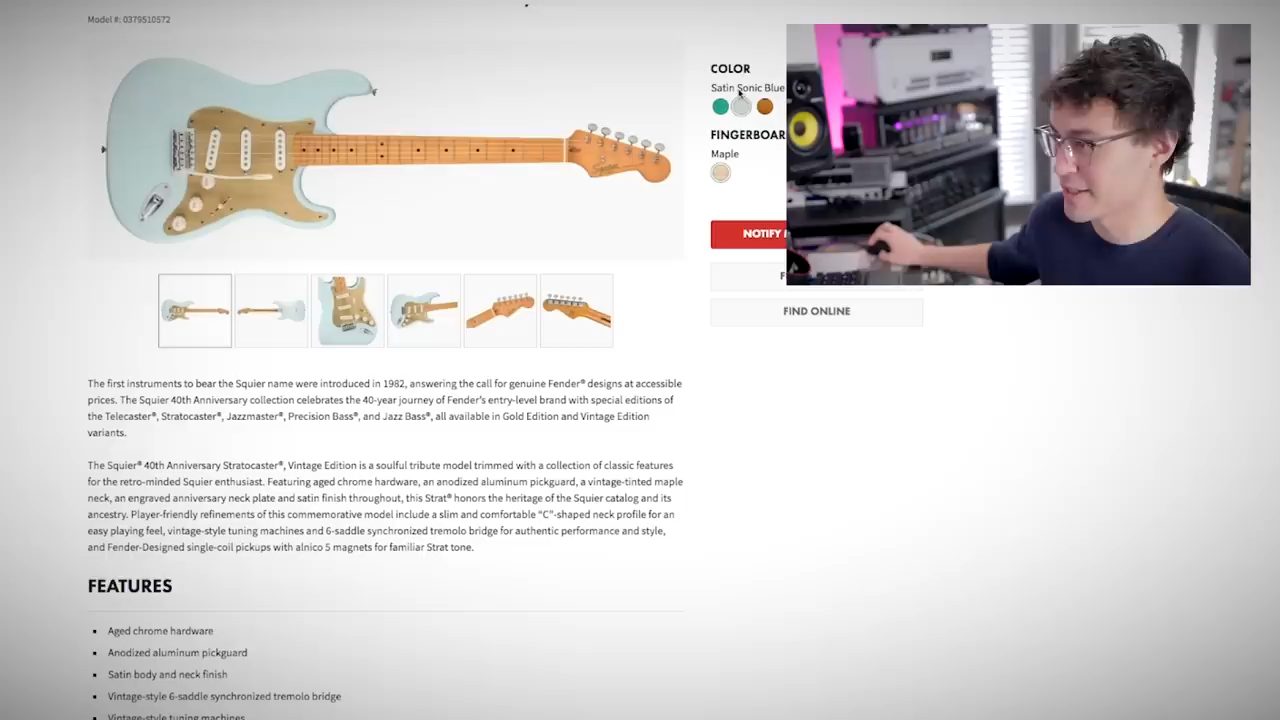 Model #: 0379510572
COLOR
Satin Sonic Blue
FINGERBOAR
Maple
NOTIFY
F
FIND ONLINE
Squier
The first instruments to bear the Squier name were introduced in 1982, answering the call for genuine Fender® designs at accessible
prices. The Squier 40th Anniversary collection celebrates the 40-year journey of Fender's entry-level brand with special editions of
the Telecaster®, Stratocaster®, Jazzmaster®, Precision Bass®, and Jazz Bass®, all available in Gold Edition and Vintage Edition
variants.
The Squier® 40th Anniversary Stratocaster®, Vintage Edition is a soulful tribute model trimmed with a collection of classic features
for the retro-minded Squier enthusiast. Featuring aged chrome hardware, an anodized aluminum pickguard, a vintage-tinted maple
neck, an engraved anniversary neck plate and satin finish throughout, this Strat® honors the heritage of the Squier catalog and its
ancestry. Player-friendly refinements of this commemorative model include a slim and comfortable “C”-shaped neck profile for an
easy playing feel, vintage-style tuning machines and 6-saddle synchronized tremolo bridge for authentic performance and style,
and Fender-Designed single-coil pickups with alnico 5 magnets for familiar Strat tone.
FEATURES
Aged chrome hardware
Anodized aluminum pickguard
Satin body and neck finish
Vintage-style 6-saddle synchronized tremolo bridge
Vintage-style tuning machines